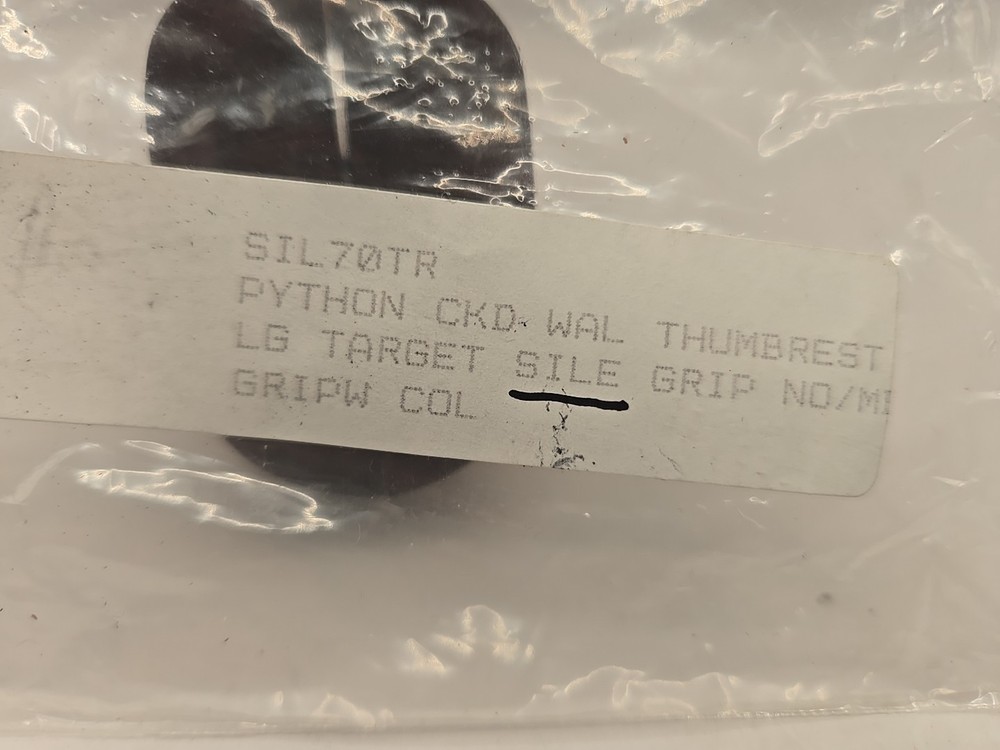 SIL70TR
PYTHON CKD WAL THUMBREST
LG TARGET SILE GRIP NO/M
GRIPW COL